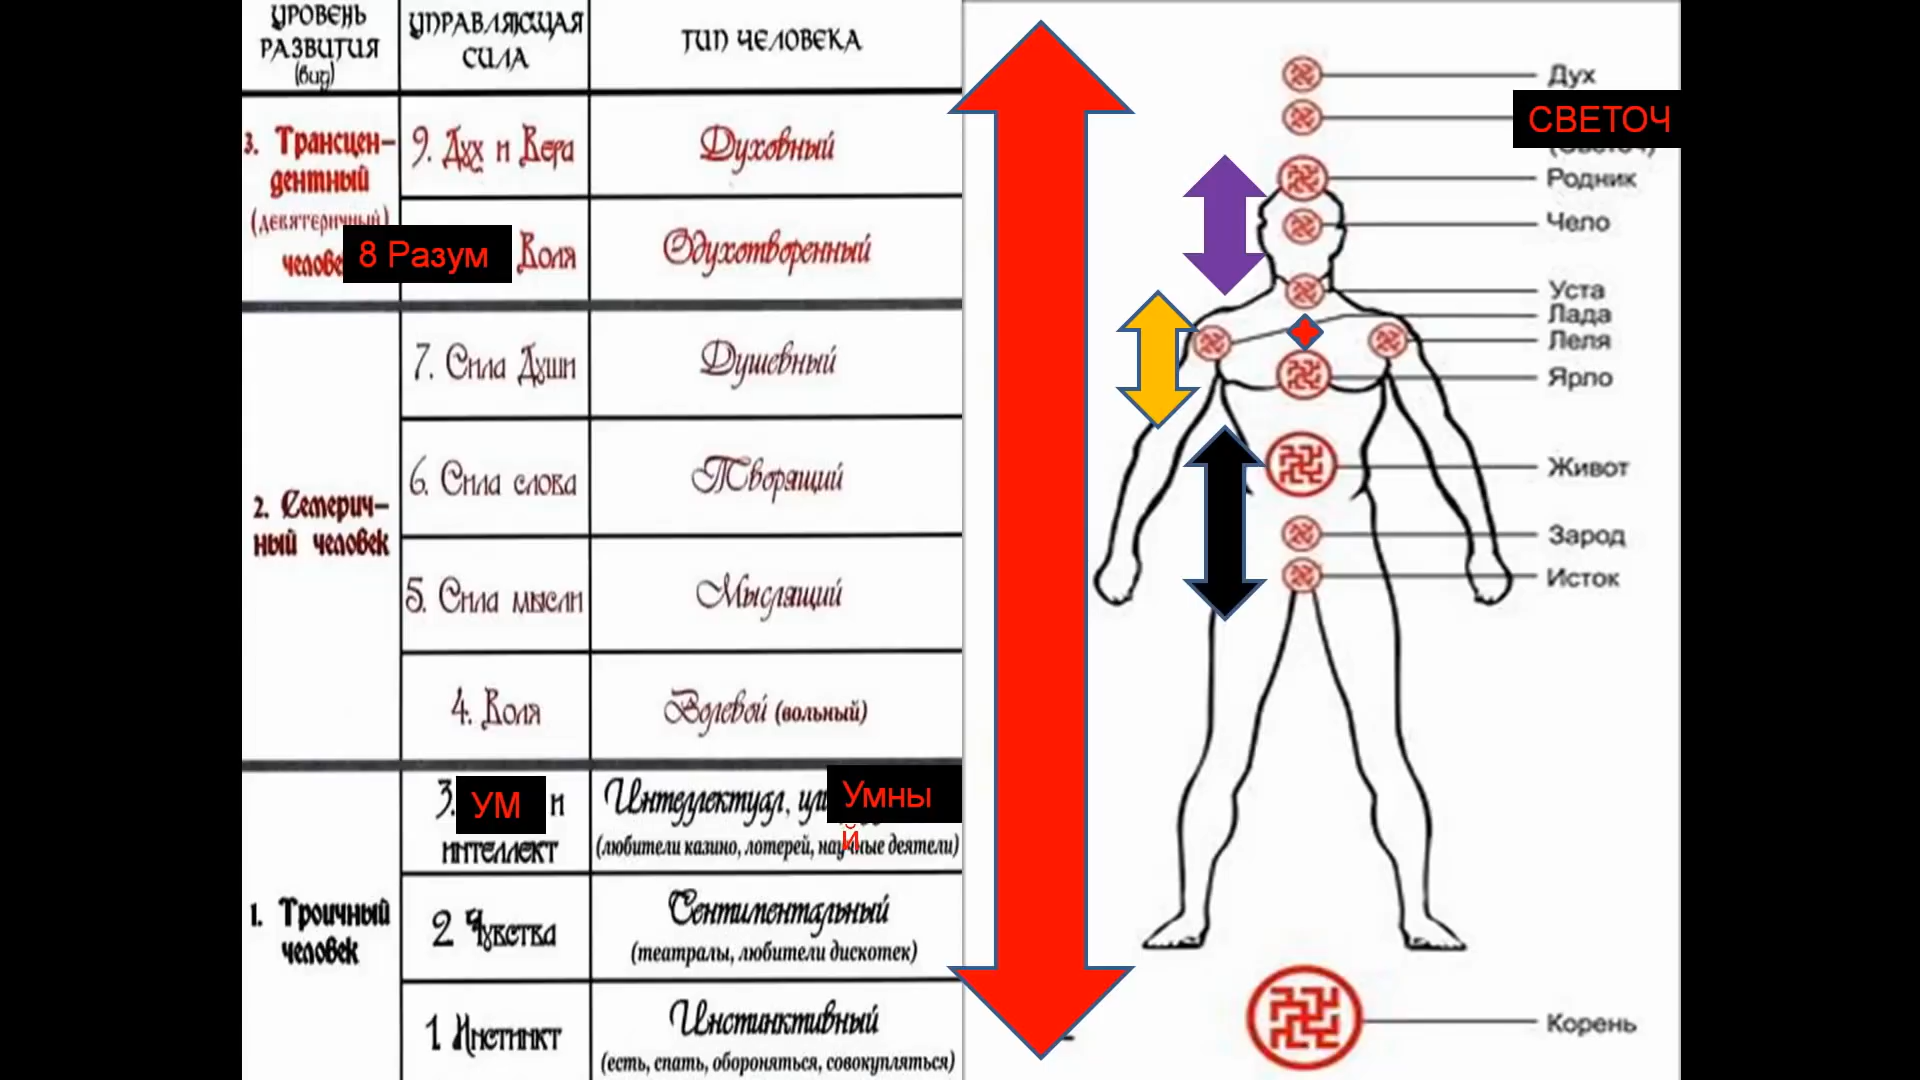 УРОВЕНЬ
РАЗВИТИЯ
(вид)
УПРАВЛЯЮЩАЯ
СИЛА
ТИП ЧЕЛОВЕКА
3. Трансцен-
дентный
(девятеричный)
8 Разум
9. Дух и Вера
Духовный
Воля
Одухотворенный
2. Семерич-
ный человек
7. Сила Души
Душевный
6. Сила слова
Творящий
5. Сила мысли
Мыслящий
4. Воля
Волевой (вольный)
1. Троичный
человек
3. УМ и
интеллект
Интеллектуал,
Умны
й
(любители казино, лотерей, научные деятели)
2 Чувства
Сентиментальный
(театралы, любители дискотек)
1 Инстинкт
Инстинктивный
(есть, спать, обороняться, совокупляться)
Дух
СВЕТОЧ
Родник
Чело
Уста
Лада
Леля
Ярло
Живот
Зарод
Исток
Корень